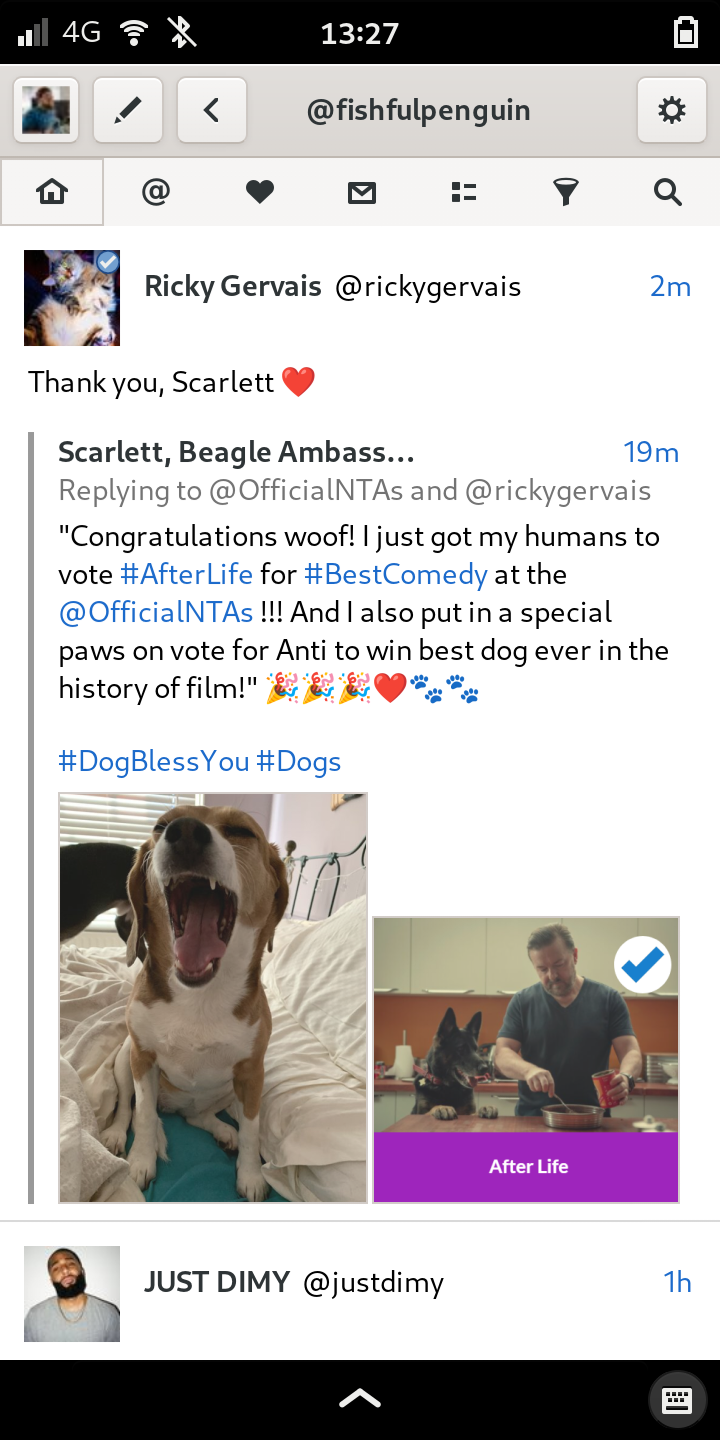 4G 13:27
@fishfulpenguin
@
Ricky Gervais @rickygervais 2m
Thank you, Scarlett ❤️
Scarlett, Beagle Ambass... 19m
Replying to @OfficialNTAs and @rickygervais
"Congratulations woof! I just got my humans to
vote #AfterLife for #BestComedy at the
@OfficialNTAs !!! And I also put in a special
paws on vote for Anti to win best dog ever in the
history of film!" 🎉🎉🎉❤️🐾🐾
#DogBlessYou #Dogs
After Life
JUST DIMY @justdimy 1h